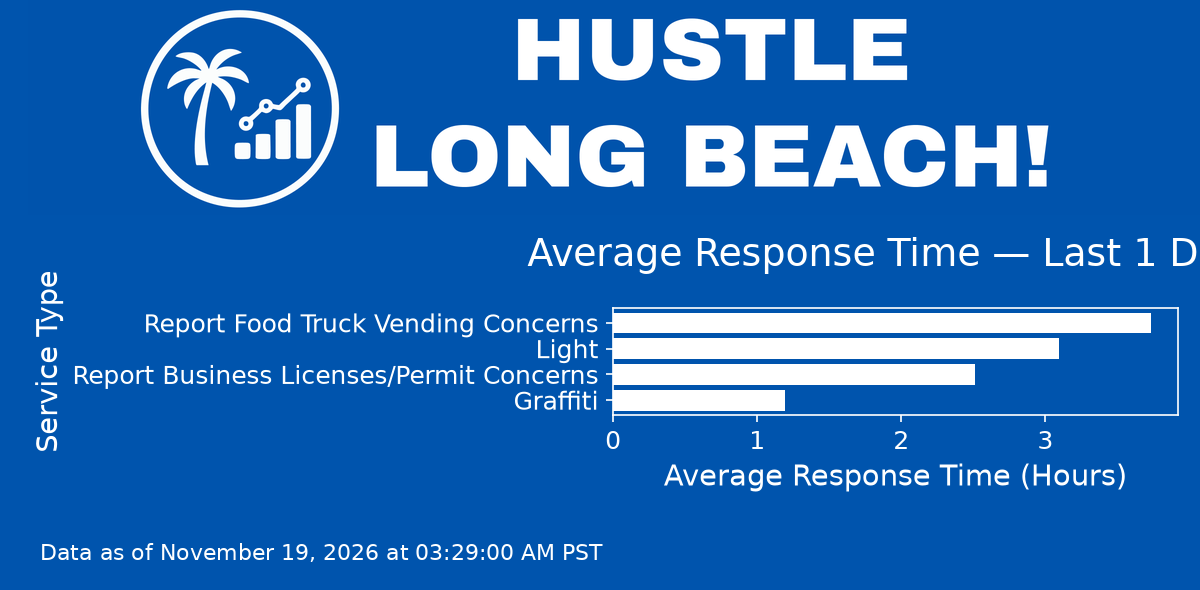 HUSTLE
LONG BEACH!
Average Response Time — Last 1 D
Service Type
Report Food Truck Vending Concerns
Light
Report Business Licenses/Permit Concerns
Graffiti
0 1 2 3
Average Response Time (Hours)
Data as of November 19, 2026 at 03:29:00 AM PST